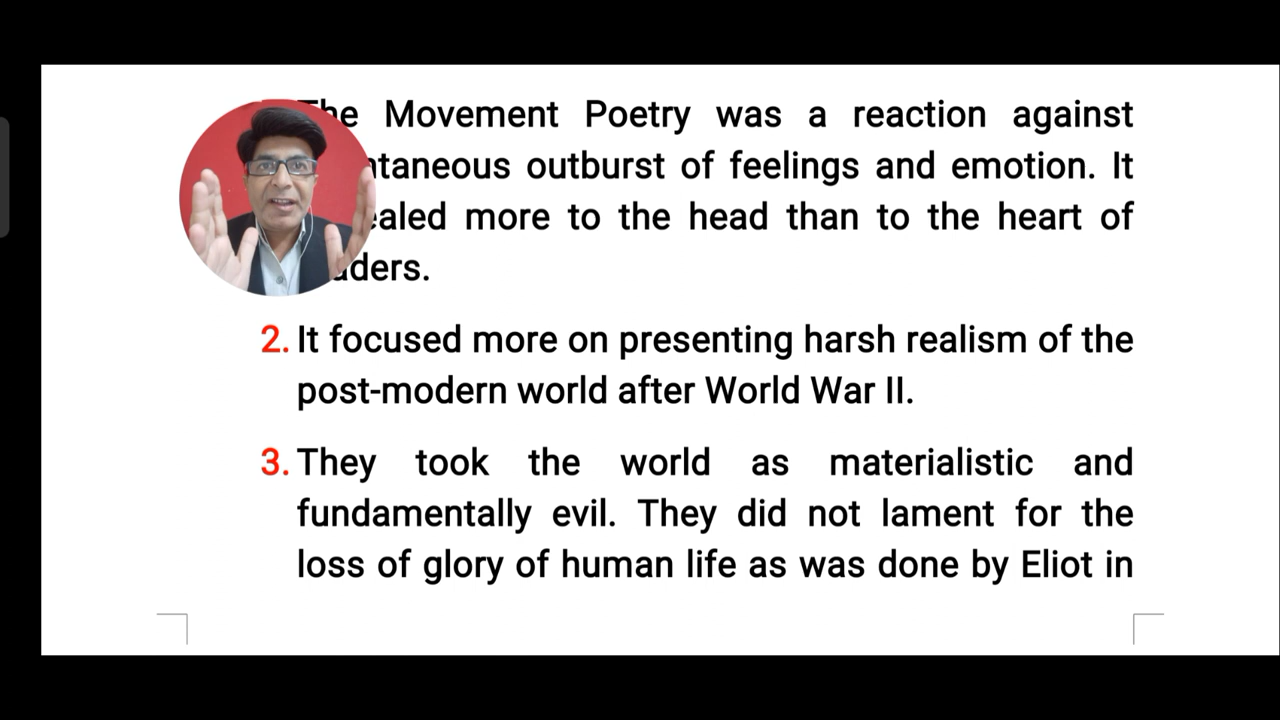 The Movement Poetry was a reaction against
ntaneous outburst of feelings and emotion. It
ealed more to the head than to the heart of
aders.
2. It focused more on presenting harsh realism of the
post-modern world after World War II.
3. They took the world as materialistic and
fundamentally evil. They did not lament for the
loss of glory of human life as was done by Eliot in